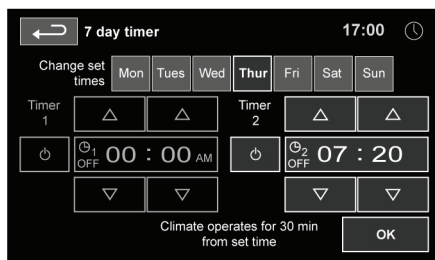 7 day timer 17:00
Change set times Mon Tues Wed Thur Fri Sat Sun
Timer 1
Timer 2
1 OFF 00 : 00 AM
2 OFF 07 : 20
Climate operates for 30 min
from set time
OK